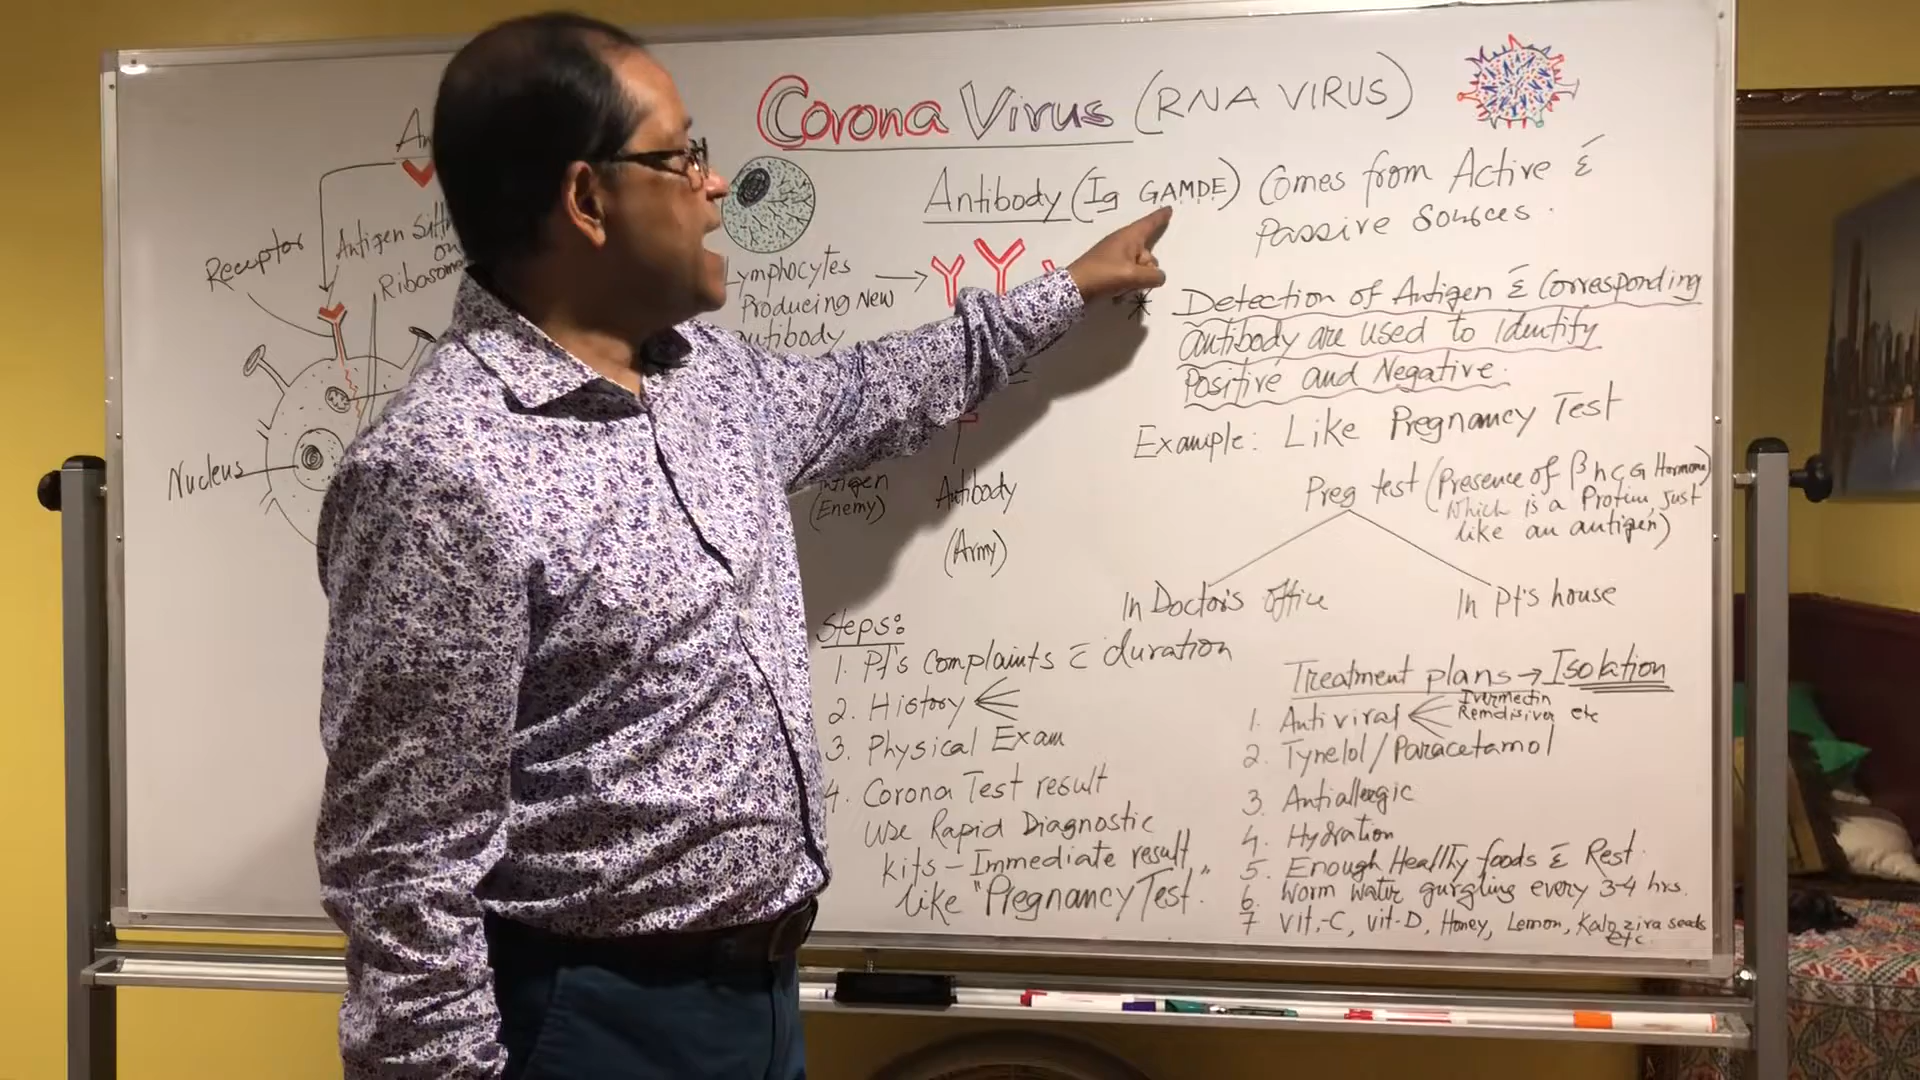 Corona Virus (RNA VIRUS)
Antibody (Ig GAMDE) Comes from Active &
Passive Sources.
Receptor
Antigen
on
Ribosome
Nucleus
Lymphocytes
Producing New
antibody
Antigen
(Enemy)
Antibody
(Army)
* Detection of Antigen & Corresponding
antibody are used to identify
Positive and Negative.
Example: Like Pregnancy Test
Preg test (Presence of βhCG Hormone
which is a Protien just
like an antigen)
In Doctor's office
In Pt's house
Steps:
1. Pt's Complaints c duration
2. History
3. Physical Exam
4. Corona Test result
use Rapid Diagnostic
kits - Immediate result
like "Pregnancy Test."
Treatment plans → Isolation
1. Antiviral
Ivermectin
Remdisiver etc
2. Tynelol/Paracetamol
3. Antiallergic
4. Hydration
5. Enough Healthy foods & Rest.
6. Worm water gurgling every 3-4 hrs.
7 Vit-C, Vit-D, Honey, Lemon, Kalozira seeds
etc.